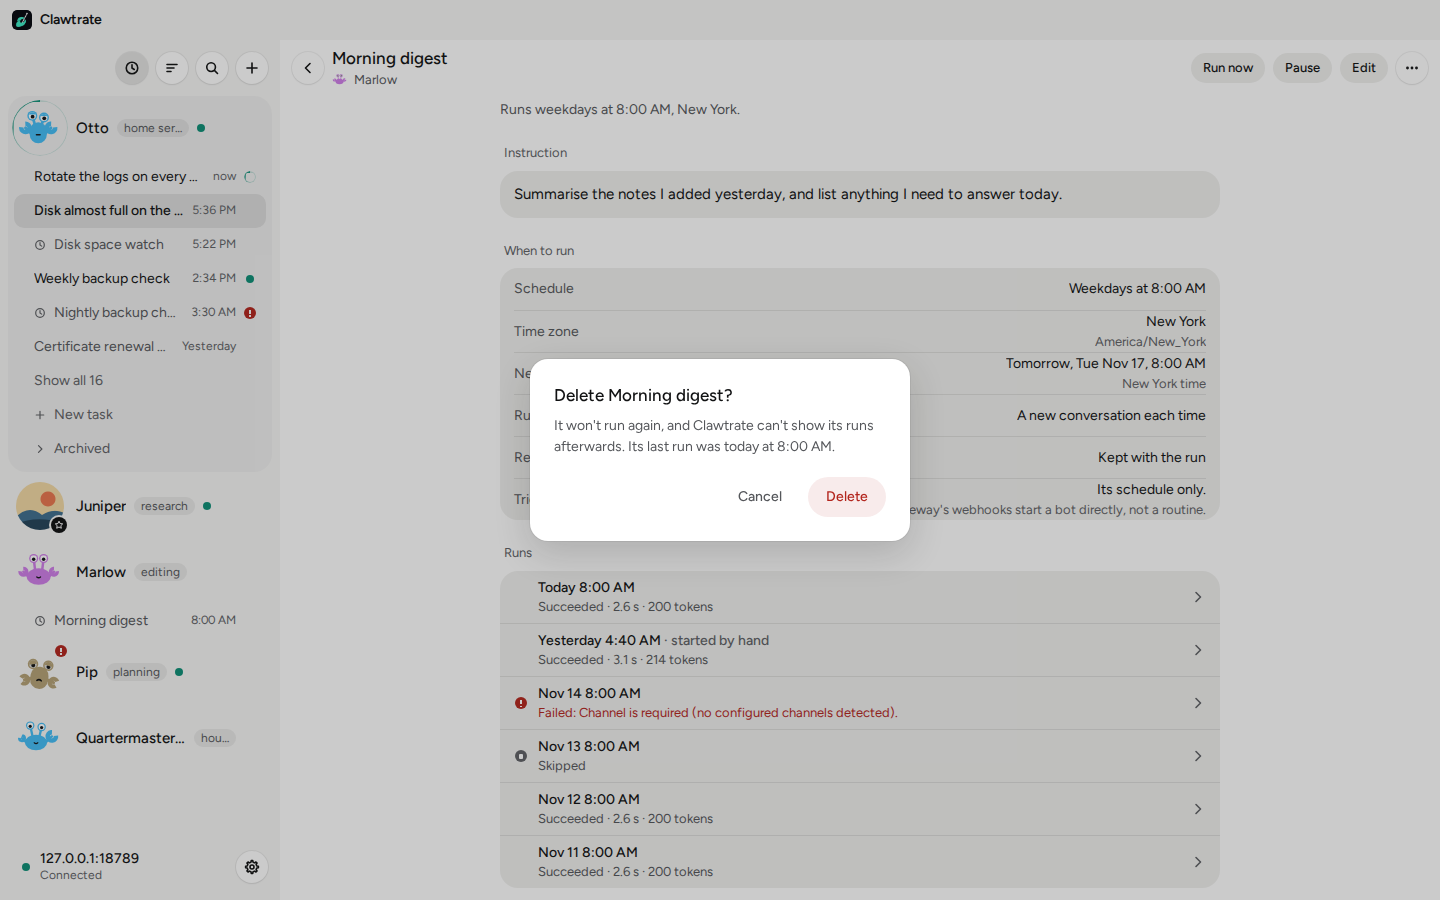 Clawtrate
Morning digest
Marlow
Run now
Pause
Edit
Otto
home ser...
Rotate the logs on every ...
now
Disk almost full on the ...
5:36 PM
Disk space watch
5:22 PM
Weekly backup check
2:34 PM
Nightly backup ch...
3:30 AM
Certificate renewal ...
Yesterday
Show all 16
New task
Archived
Juniper
research
Marlow
editing
Morning digest
8:00 AM
Pip
planning
Quartermaster...
hou...
127.0.0.1:18789
Connected
Runs weekdays at 8:00 AM, New York.
Instruction
Summarise the notes I added yesterday, and list anything I need to answer today.
When to run
Schedule
Weekdays at 8:00 AM
Time zone
New York
America/New_York
Ne
Tomorrow, Tue Nov 17, 8:00 AM
New York time
Ru
A new conversation each time
Re
Kept with the run
Its schedule only.
eway's webhooks start a bot directly, not a routine.
Delete Morning digest?
It won't run again, and Clawtrate can't show its runs
afterwards. Its last run was today at 8:00 AM.
Cancel
Delete
Runs
Today 8:00 AM
Succeeded · 2.6 s · 200 tokens
Yesterday 4:40 AM · started by hand
Succeeded · 3.1 s · 214 tokens
Nov 14 8:00 AM
Failed: Channel is required (no configured channels detected).
Nov 13 8:00 AM
Skipped
Nov 12 8:00 AM
Succeeded · 2.6 s · 200 tokens
Nov 11 8:00 AM
Succeeded · 2.6 s · 200 tokens